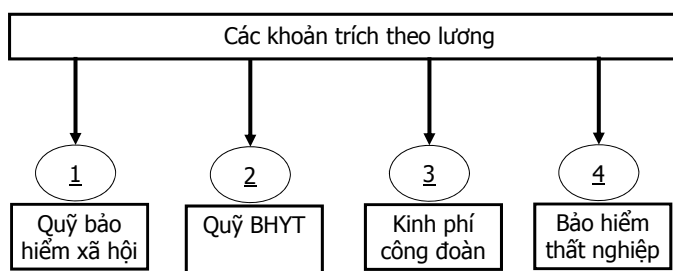 Các khoản trích theo lương
1
2
3
4
Quỹ bảo
hiểm xã hội
Quỹ BHYT
Kinh phí
công đoàn
Bảo hiểm
thất nghiệp